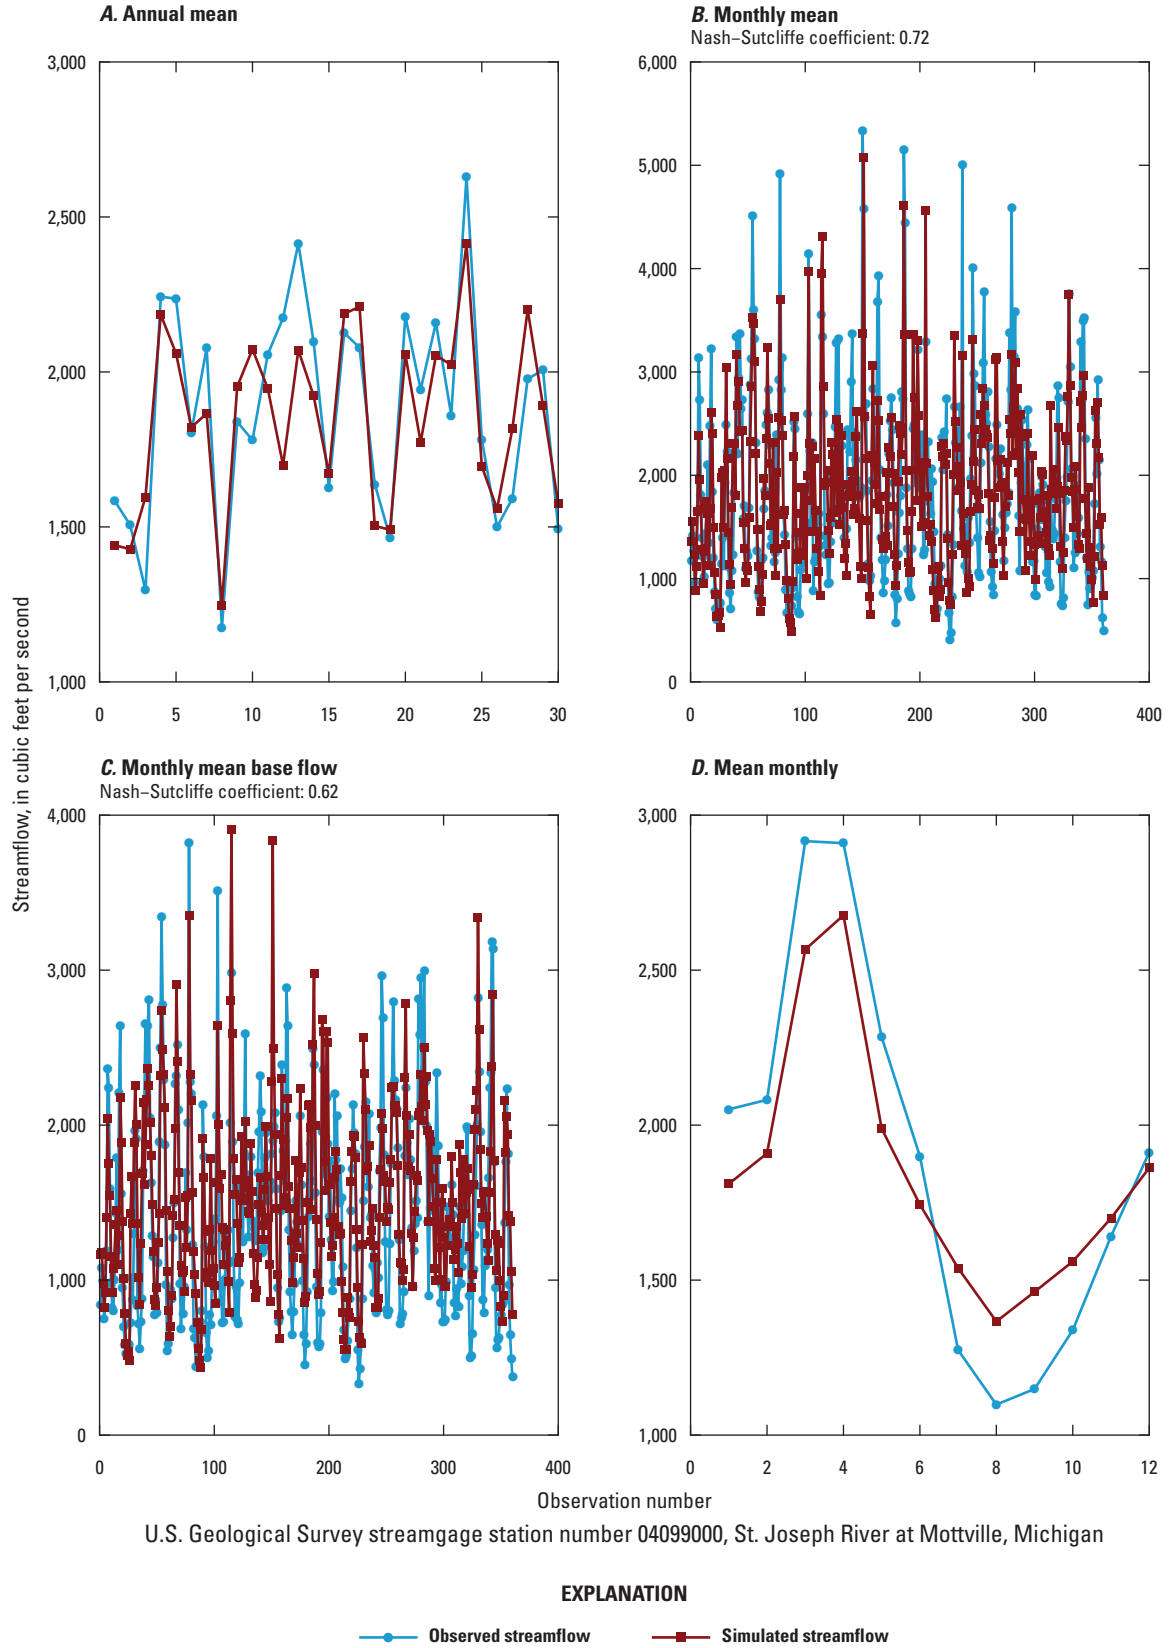 A. Annual mean
3,000
2,500
2,000
1,500
1,000
0 5 10 15 20 25 30
B. Monthly mean
Nash–Sutcliffe coefficient: 0.72
6,000
5,000
4,000
3,000
2,000
1,000
0
0 100 200 300 400
Streamflow, in cubic feet per second
C. Monthly mean base flow
Nash–Sutcliffe coefficient: 0.62
4,000
3,000
2,000
1,000
0
0 100 200 300 400
D. Mean monthly
3,000
2,500
2,000
1,500
1,000
0 2 4 6 8 10 12
Observation number
U.S. Geological Survey streamgage station number 04099000, St. Joseph River at Mottville, Michigan
EXPLANATION
Observed streamflow
Simulated streamflow